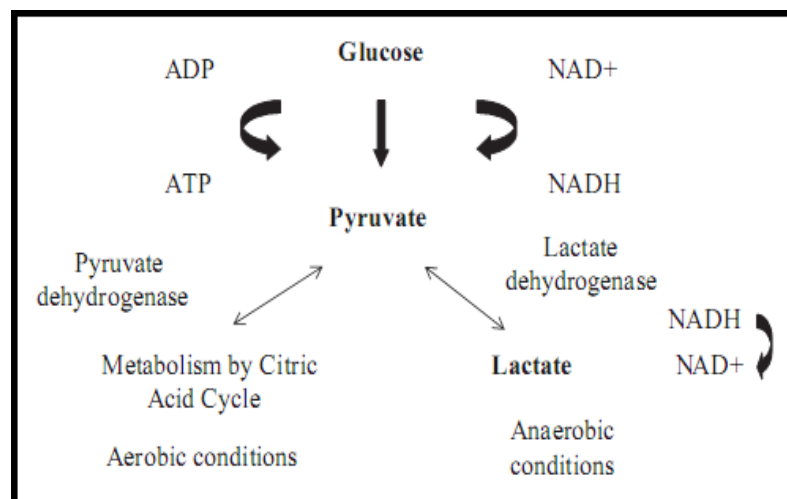 Glucose
ADP
NAD+
ATP
NADH
Pyruvate
Pyruvate
dehydrogenase
Lactate
dehydrogenase
NADH
Metabolism by Citric
Acid Cycle
Lactate
NAD+
Aerobic conditions
Anaerobic
conditions